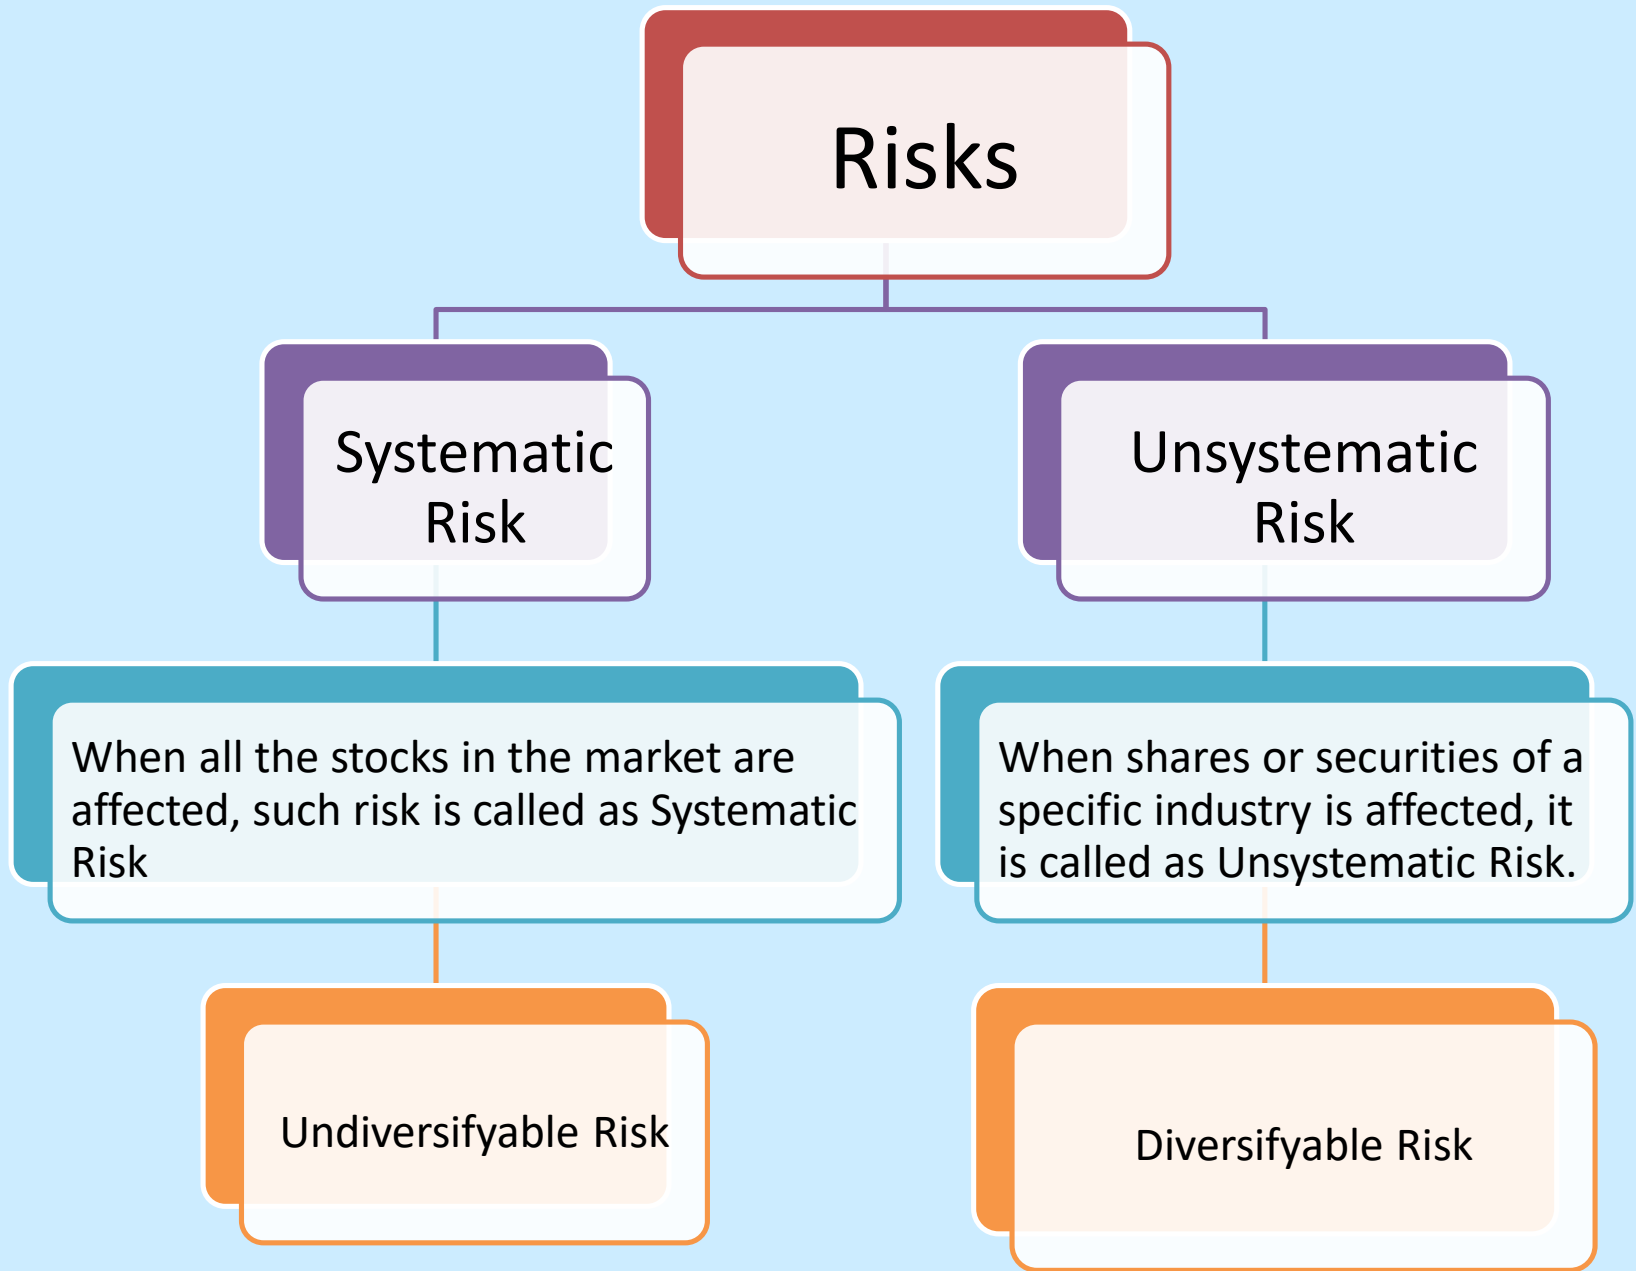 Risks
Systematic
Risk
Unsystematic
Risk
When all the stocks in the market are
affected, such risk is called as Systematic
Risk
When shares or securities of a
specific industry is affected, it
is called as Unsystematic Risk.
Undiversifyable Risk
Diversifyable Risk